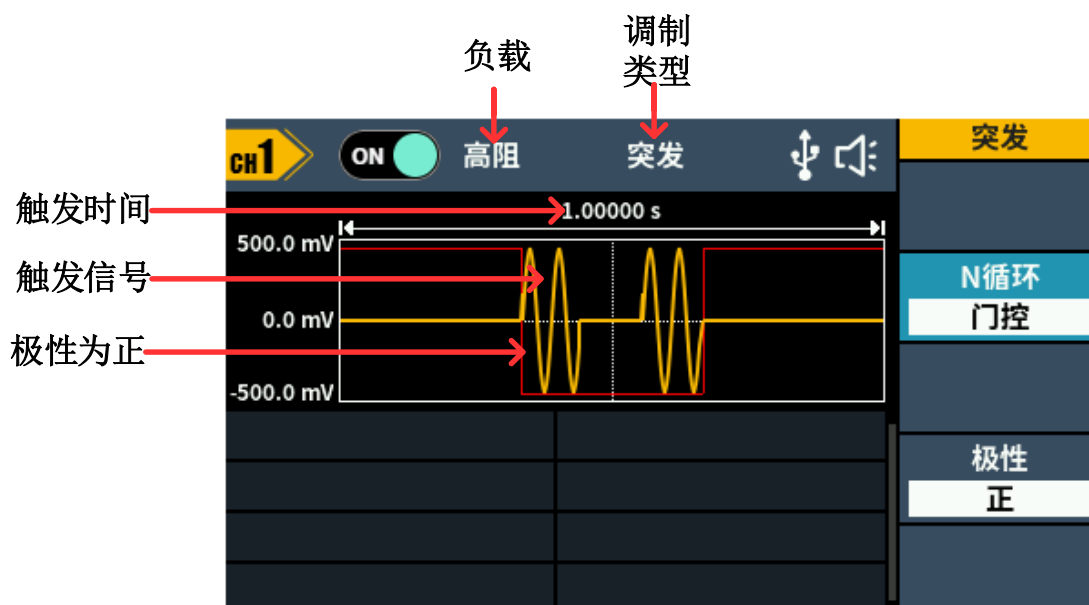 负载
调制
类型
CH1
ON
高阻
突发
突发
触发时间
1.00000 s
500.0 mV
触发信号
N循环
门控
0.0 mV
极性为正
-500.0 mV
极性
正